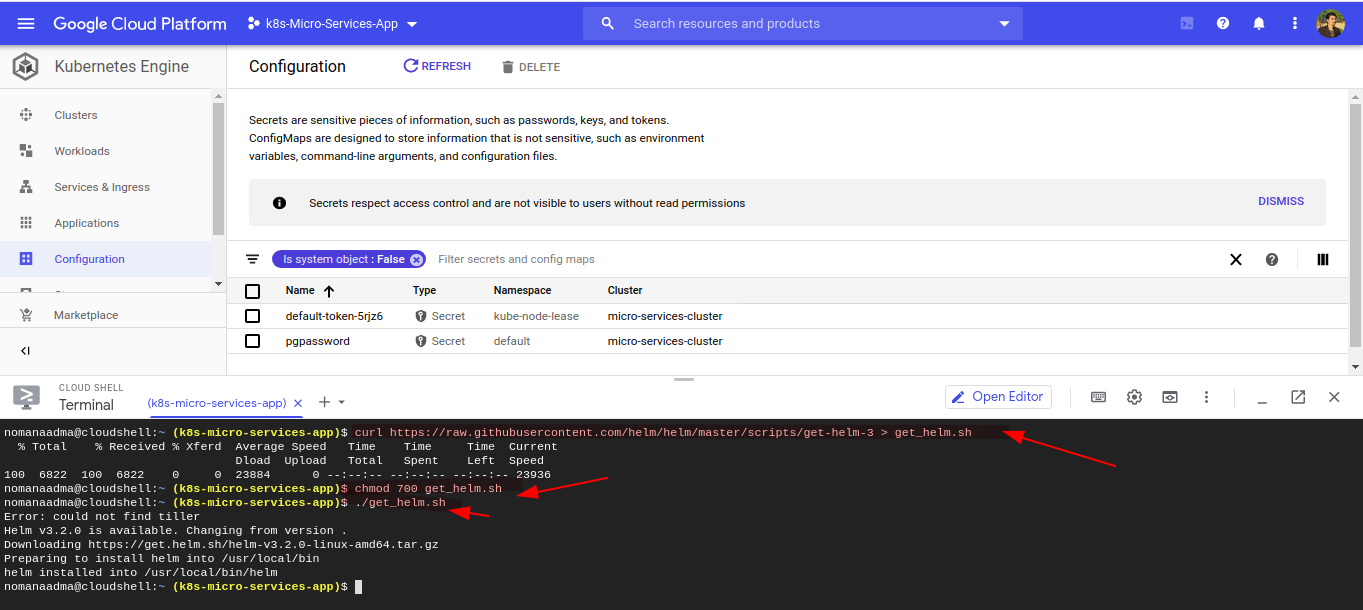 Google Cloud Platform k8s-Micro-Services-App Search resources and products
Kubernetes Engine
Clusters
Workloads
Services & Ingress
Applications
Configuration
Marketplace
Configuration REFRESH DELETE
Secrets are sensitive pieces of information, such as passwords, keys, and tokens.
ConfigMaps are designed to store information that is not sensitive, such as environment
variables, command-line arguments, and configuration files.
Secrets respect access control and are not visible to users without read permissions DISMISS
Is system object : False Filter secrets and config maps
Name Type Namespace Cluster
default-token-5rjz6 Secret kube-node-lease micro-services-cluster
pgpassword Secret default micro-services-cluster
CLOUD SHELL
Terminal (k8s-micro-services-app) Open Editor
nomanaadma@cloudshell:~ (k8s-micro-services-app)$ curl https://raw.githubusercontent.com/helm/helm/master/scripts/get-helm-3 > get_helm.sh
% Total % Received % Xferd Average Speed Time Time Time Current
Dload Upload Total Spent Left Speed
100 6822 100 6822 0 0 23884 0 --:--:-- --:--:-- --:--:-- 23936
nomanaadma@cloudshell:~ (k8s-micro-services-app)$ chmod 700 get_helm.sh
nomanaadma@cloudshell:~ (k8s-micro-services-app)$ ./get_helm.sh
Error: could not find tiller
Helm v3.2.0 is available. Changing from version .
Downloading https://get.helm.sh/helm-v3.2.0-linux-amd64.tar.gz
Preparing to install helm into /usr/local/bin
helm installed into /usr/local/bin/helm
nomanaadma@cloudshell:~ (k8s-micro-services-app)$